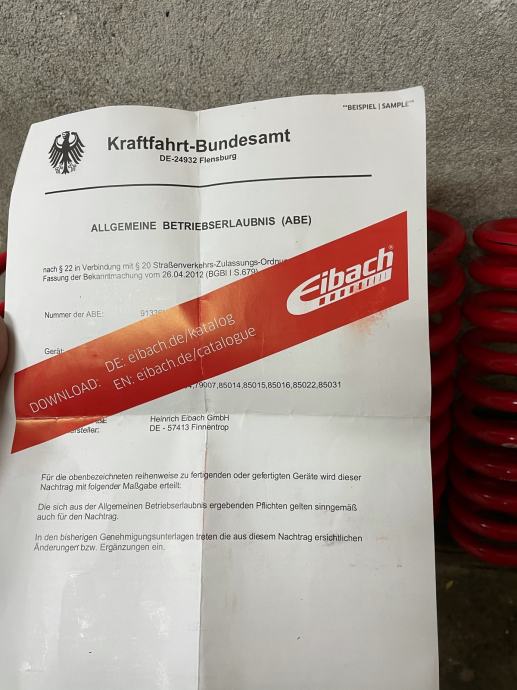 "BEISPIEL | SAMPLE"
Kraftfahrt-Bundesamt
DE-24932 Flensburg
ALLGEMEINE BETRIEBSERLAUBNIS (ABE)
nach § 22 in Verbindung mit § 20 Straßenverkehrs-Zulassungs-Ordnu
Fassung der Bekanntmachung vom 26.04.2012 (BGBl I S.679)
Eibach
Nummer der ABE:
Gerät
DOWNLOAD: DE: eibach.de/katalog
EN: eibach.de/catalogue
79007,85014,85015,85016,85022,85031
Heinrich Eibach GmbH
ersteller: DE - 57413 Finnentrop
Für die obenbezeichneten reihenweise zu fertigenden oder gefertigten Geräte wird dieser
Nachtrag mit folgender Maßgabe erteilt:
Die sich aus der Allgemeinen Betriebserlaubnis ergebenden Pflichten gelten sinngemäß
auch für den Nachtrag.
In den bisherigen Genehmigungsunterlagen treten die aus diesem Nachtrag ersichtlichen
Änderungen bzw. Ergänzungen ein.